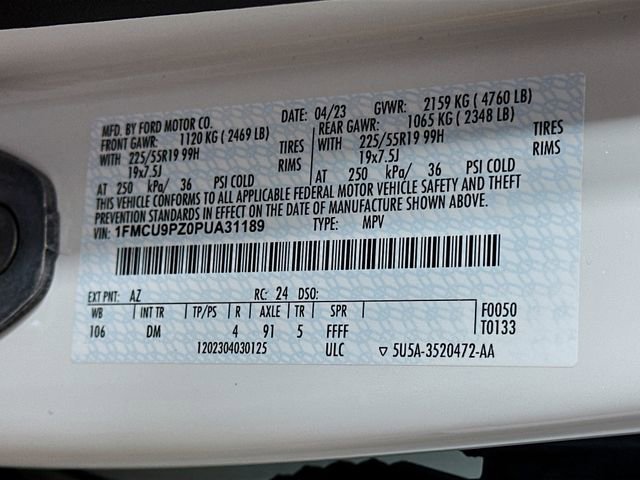 MFD. BY FORD MOTOR CO. DATE: 04/23 GVWR: 2159 KG ( 4760 LB)
FRONT GAWR: 1120 KG ( 2469 LB) REAR GAWR: 1065 KG ( 2348 LB)
WITH 225/55R19 99H TIRES WITH 225/55R19 99H TIRES
19x7.5J RIMS 19x7.5J RIMS
AT 250 kPa/ 36 PSI COLD AT 250 kPa/ 36 PSI COLD
THIS VEHICLE CONFORMS TO ALL APPLICABLE FEDERAL MOTOR VEHICLE SAFETY AND THEFT
PREVENTION STANDARDS IN EFFECT ON THE DATE OF MANUFACTURE SHOWN ABOVE.
VIN: 1FMCU9PZ0PUA31189 TYPE: MPV
EXT PNT: AZ RC: 24 DSO:
WB INT TR TP/PS R AXLE TR SPR F0050
106 DM 4 91 5 FFFF T0133
1202304030125 ULC ▽ 5U5A-3520472-AA